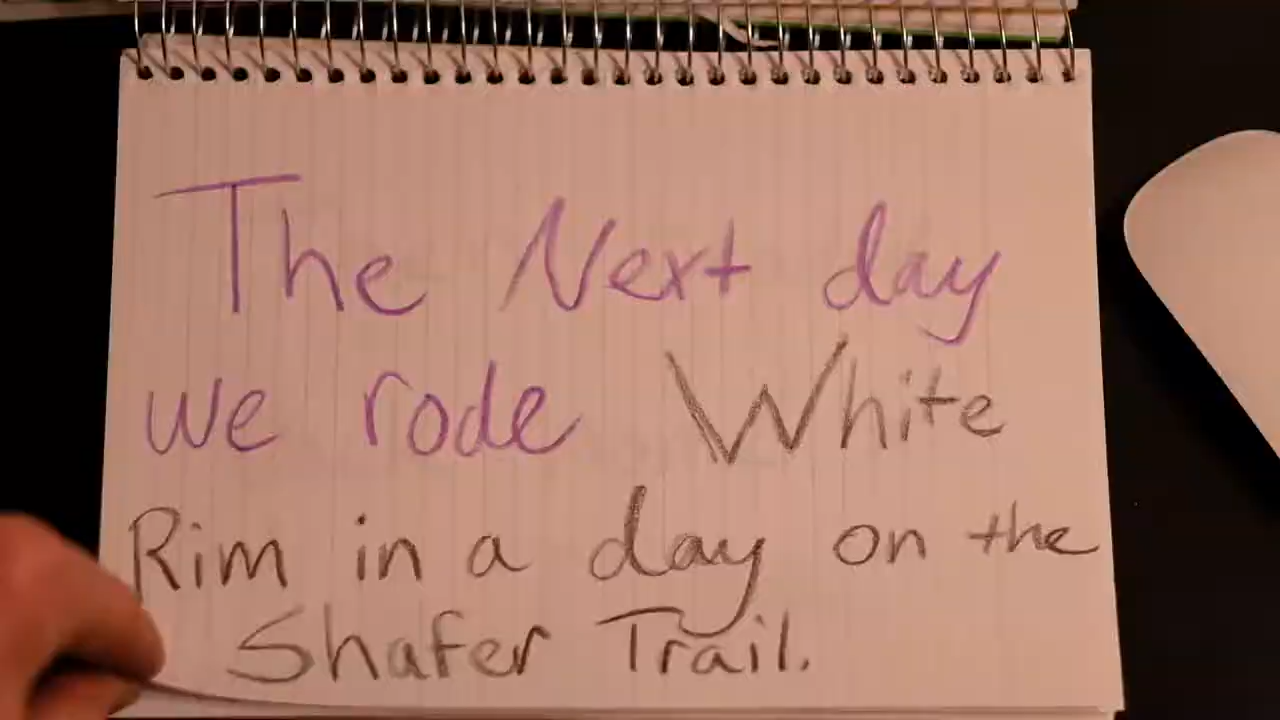 The Next day
we rode White
Rim in a day on the
Shafer Trail.